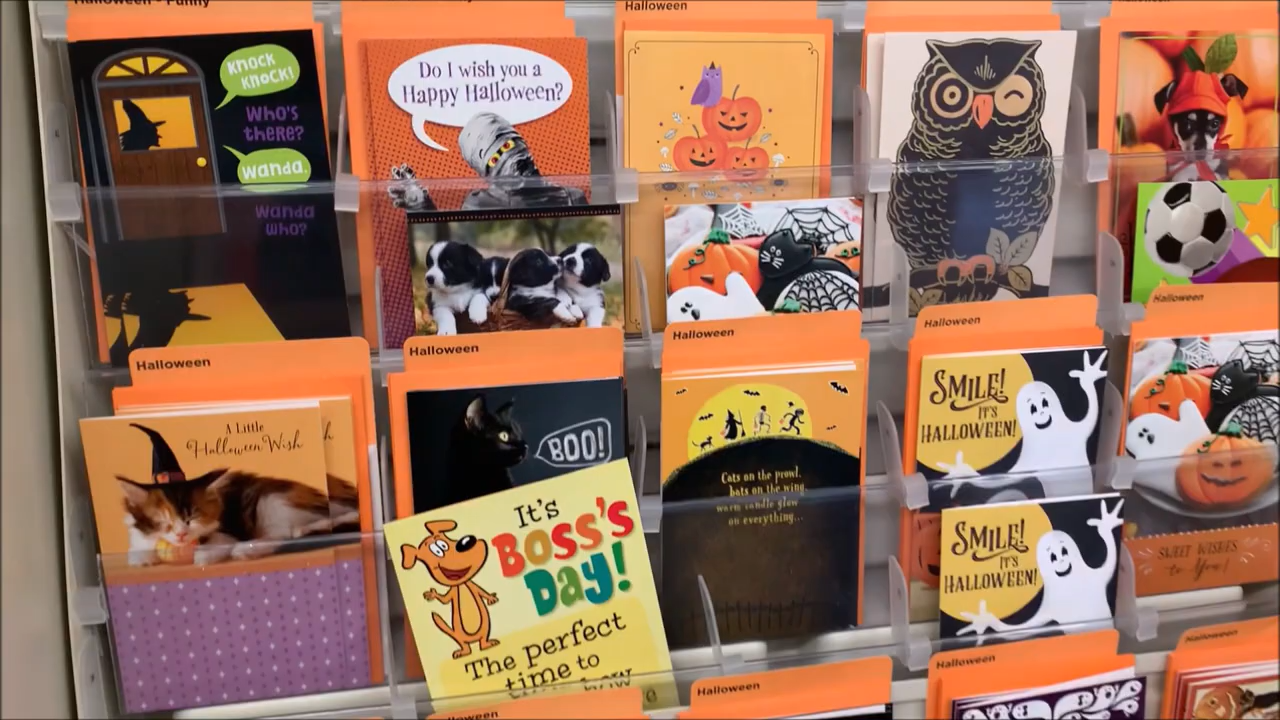 Halloween - Funny
Halloween
KNOCK
KNOCK!
WHO'S
THERE?
WANDA.
WANDA
WHO?
Do I wish you a
Happy Halloween?
Halloween
Halloween
Halloween
Halloween
Halloween
A Little
Halloween Wish
BOO!
Cats on the prowl,
bats on the wing,
warm candle glow
on everything...
SMILE!
IT'S
HALLOWEEN!
It's
BOSS'S
DAY!
The perfect
time to
SMILE!
IT'S
HALLOWEEN!
SWEET WISHES
to You!
Halloween
Halloween
Halloween
Halloween